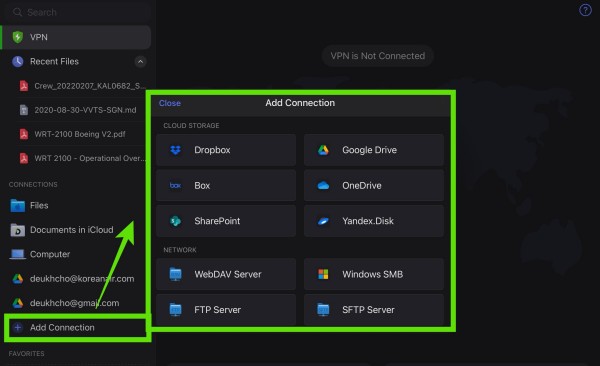 Search
?
VPN
Recent Files
Crew_20220207_KAL0682_S...
2020-08-30-VVTS-SGN.md
WRT-2100 Boeing V2.pdf
WRT 2100 - Operational Over...
CONNECTIONS
Files
Documents in iCloud
Computer
deukhcho@koreanair.com
deukhcho@gmail.com
Add Connection
FAVORITES
VPN is Not Connected
Close
Add Connection
CLOUD STORAGE
Dropbox
Google Drive
box
Box
OneDrive
SharePoint
Yandex.Disk
NETWORK
WebDAV Server
Windows SMB
FTP Server
SFTP Server